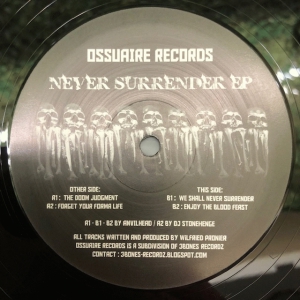 OSSUAIRE RECORDS
NEVER SURRENDER EP
OTHER SIDE:
A1: THE DOOM JUDGMENT
A2: FORGET YOUR FORMA LIFE
THIS SIDE:
B1: WE SHALL NEVER SURRENDER
B2: ENJOY THE BLOOD FEAST
A1 - B1 - B2 BY ANVILHEAD / A2 BY DJ STONEHENGE
ALL TRACKS WRITTEN AND PRODUCED BY WILFRIED PRONIER
OSSUAIRE RECORDS IS A SUBDIVISION OF 3BONES-RECORDZ
CONTACT : 3BONES-RECORDZ.BLOGSPOT.COM